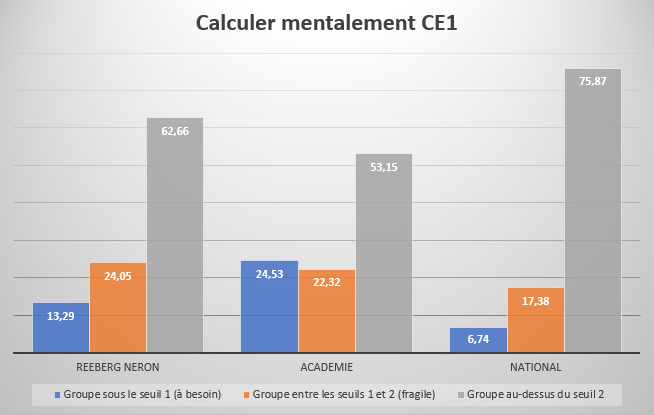 Calculer mentalement CE1
62,66
24,05
13,29
53,15
24,53
22,32
75,87
17,38
6,74
REEBERG NERON
ACADEMIE
NATIONAL
Groupe sous le seuil 1 (à besoin)
Groupe entre les seuils 1 et 2 (fragile)
Groupe au-dessus du seuil 2